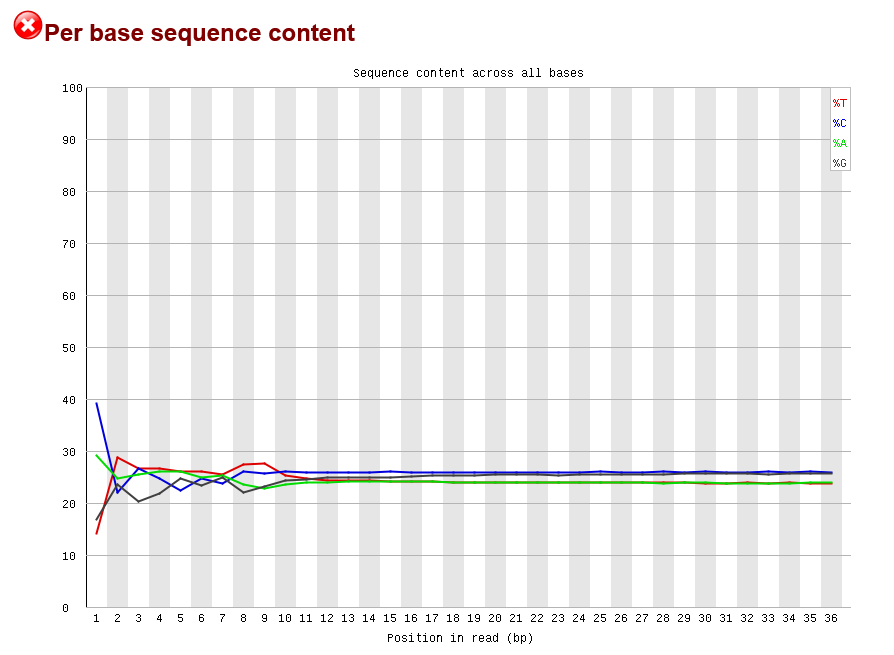 Per base sequence content
Sequence content across all bases
%T
%C
%A
%G
100
90
80
70
60
50
40
30
20
10
0
1 2 3 4 5 6 7 8 9 10 11 12 13 14 15 16 17 18 19 20 21 22 23 24 25 26 27 28 29 30 31 32 33 34 35 36
Position in read (bp)